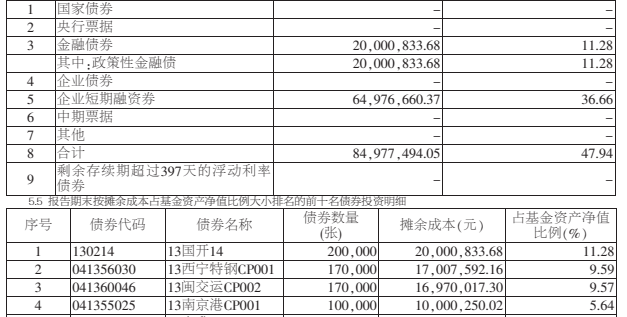 1 国家债券 – –
2 央行票据 – –
3 金融债券 20,000,833.68 11.28
其中:政策性金融债 20,000,833.68 11.28
4 企业债券 – –
5 企业短期融资券 64,976,660.37 36.66
6 中期票据 – –
7 其他 – –
8 合计 84,977,494.05 47.94
9 剩余存续期超过397天的浮动利率债券 – –
5.5 报告期末按摊余成本占基金资产净值比例大小排名的前十名债券投资明细
序号 债券代码 债券名称 债券数量(张) 摊余成本(元) 占基金资产净值比例(%)
1 130214 13国开14 200,000 20,000,833.68 11.28
2 041356030 13西宁特钢CP001 170,000 17,007,592.16 9.59
3 041360046 13闽交运CP002 170,000 16,970,017.30 9.57
4 041355025 13南京港CP001 100,000 10,000,250.02 5.64